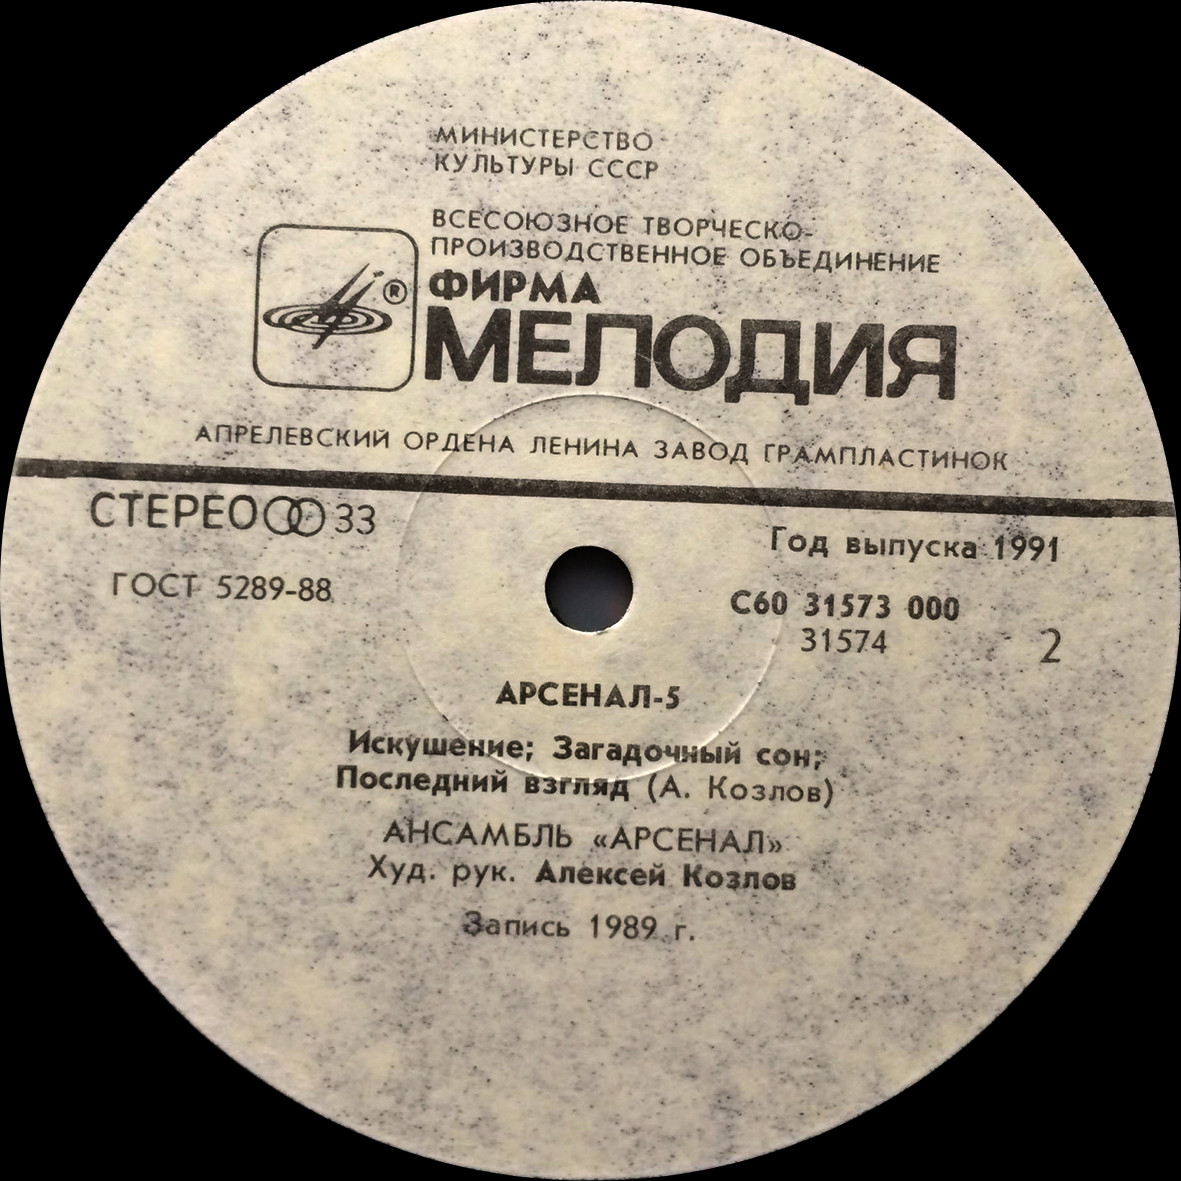 МИНИСТЕРСТВО
КУЛЬТУРЫ СССР
ВСЕСОЮЗНОЕ ТВОРЧЕСКО-
ПРОИЗВОДСТВЕННОЕ ОБЪЕДИНЕНИЕ
ФИРМА
®
МЕЛОДИЯ
АПРЕЛЕВСКИЙ ОРДЕНА ЛЕНИНА ЗАВОД ГРАМПЛАСТИНОК
СТЕРЕО 33
Год выпуска 1991
ГОСТ 5289-88
С60 31573 000
31574
2
АРСЕНАЛ-5
Искушение; Загадочный сон;
Последний взгляд (А. Козлов)
АНСАМБЛЬ «АРСЕНАЛ»
Худ. рук. Алексей Козлов
Запись 1989 г.